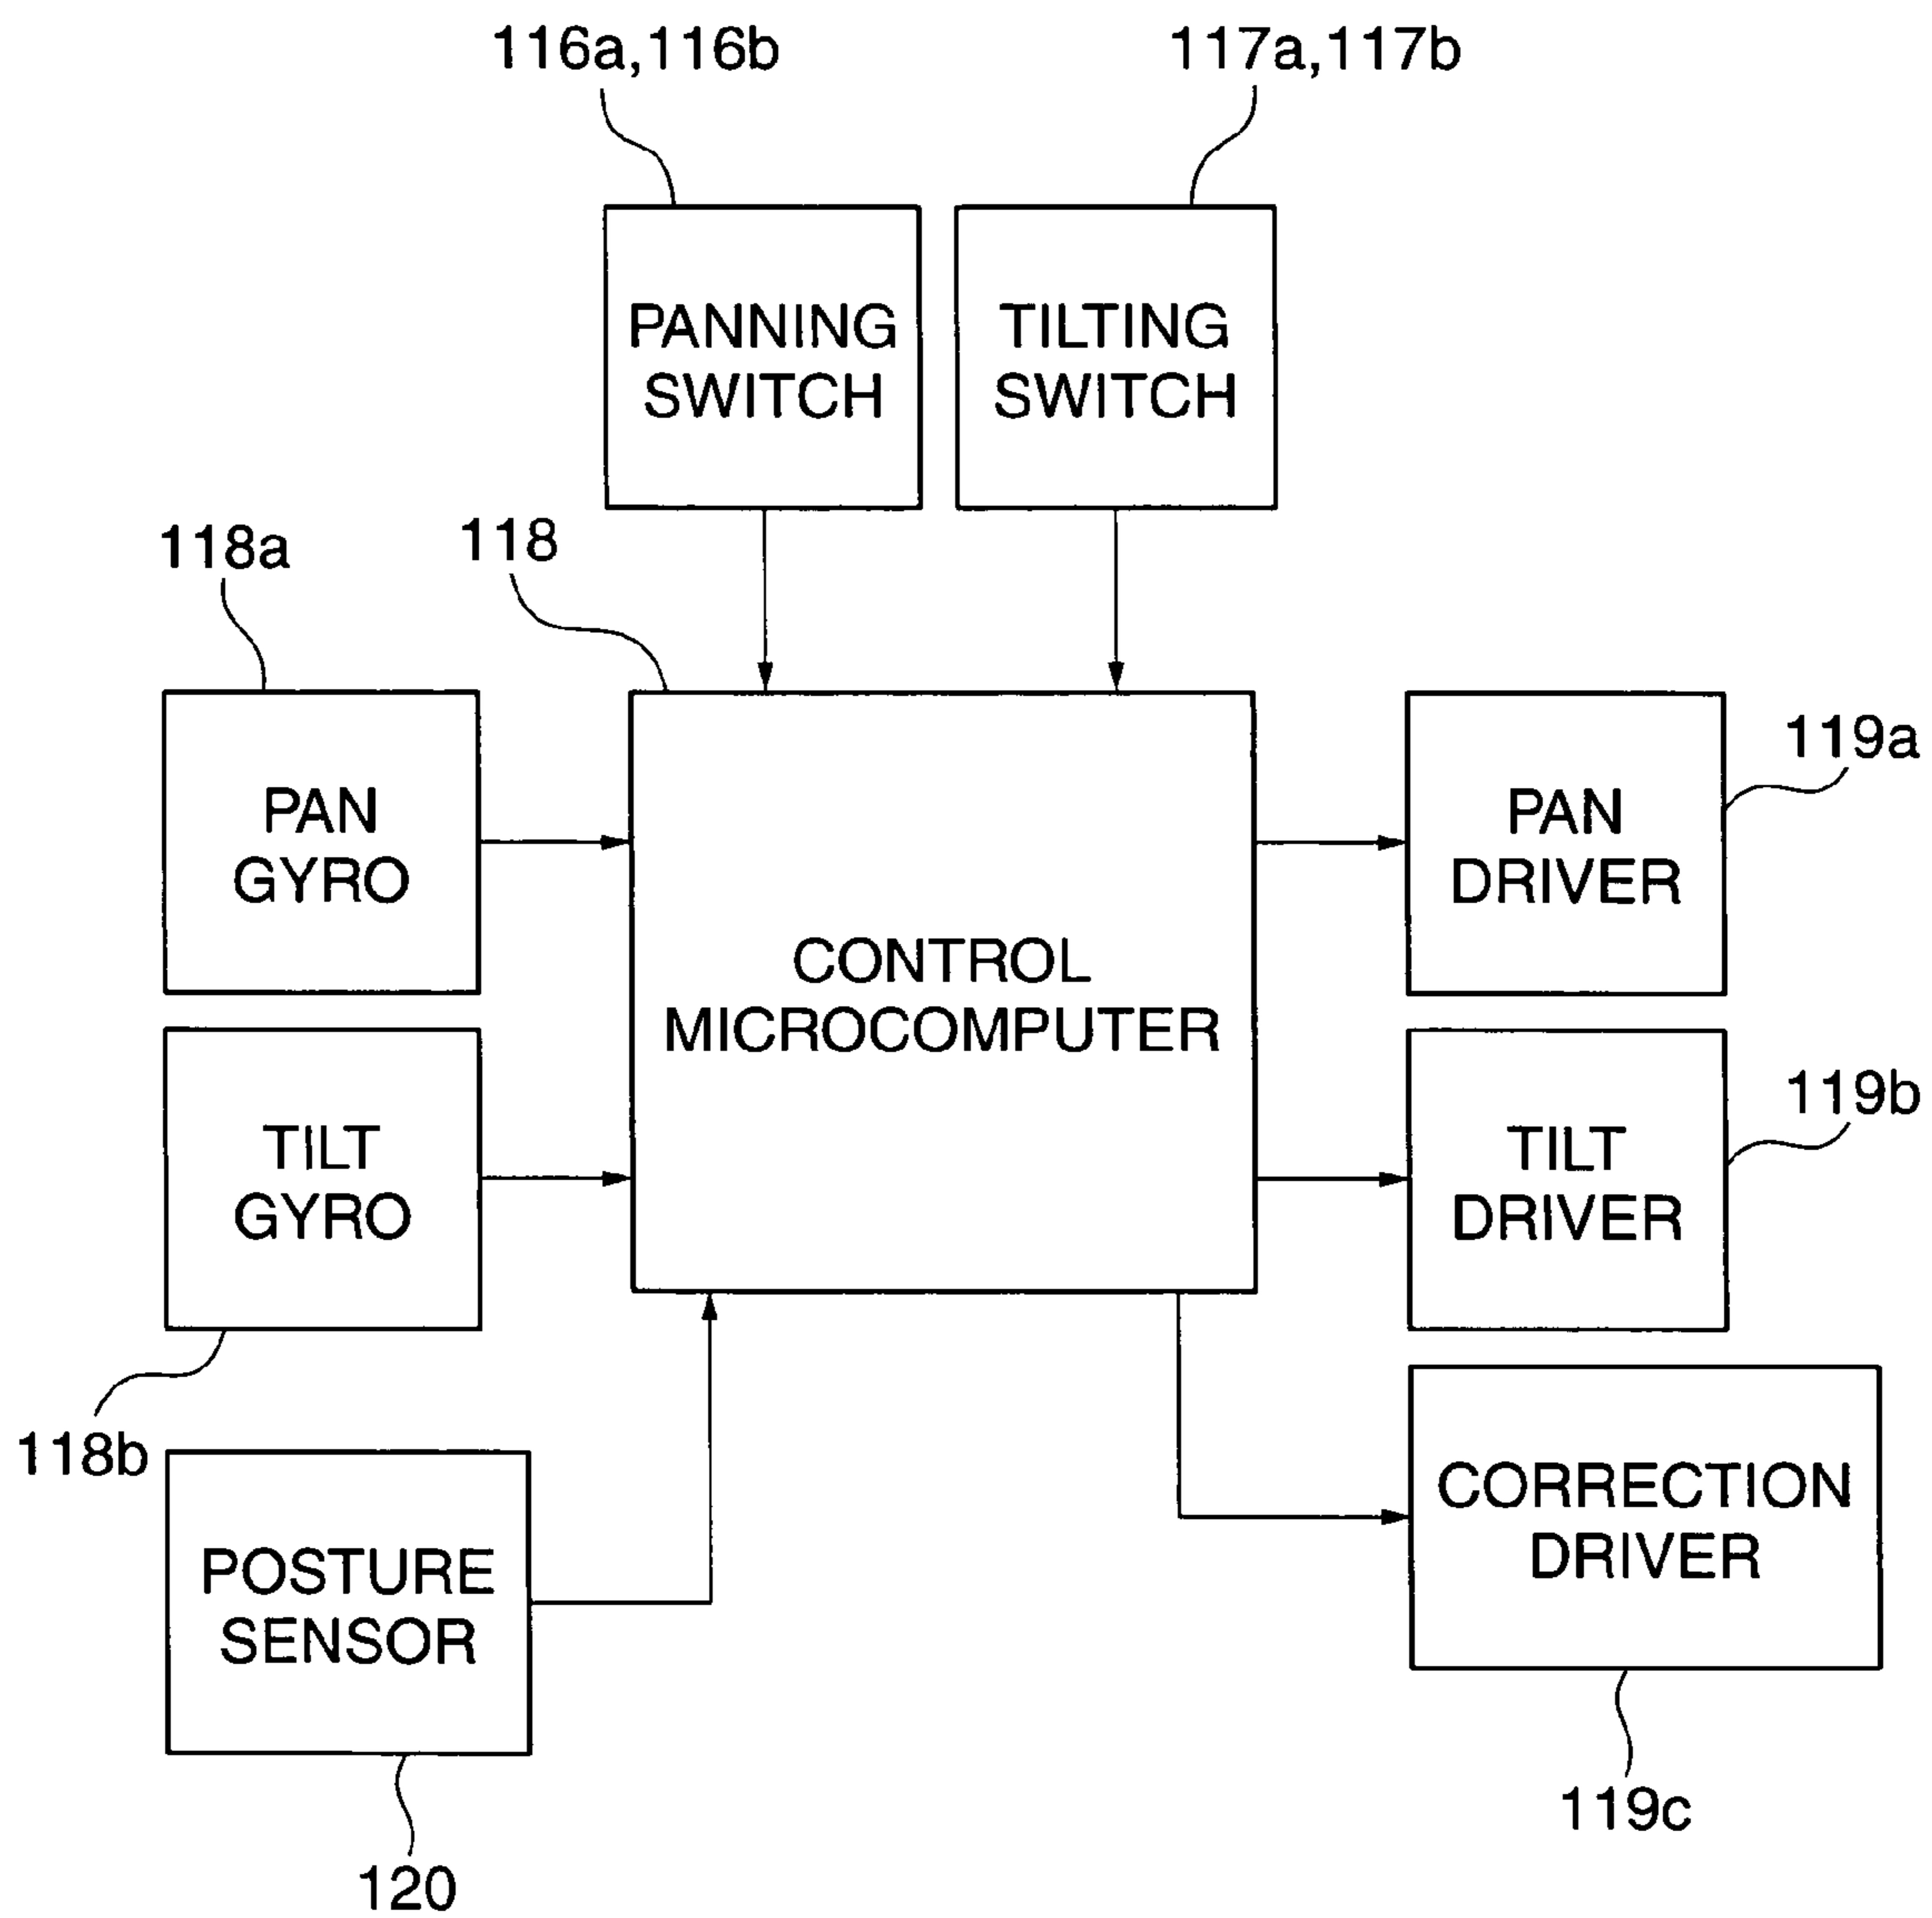 116a,116b
117a,117b
PANNING
SWITCH
TILTING
SWITCH
118a
118
PAN
GYRO
CONTROL
MICROCOMPUTER
PAN
DRIVER
119a
TILT
GYRO
TILT
DRIVER
119b
118b
POSTURE
SENSOR
CORRECTION
DRIVER
120
119c